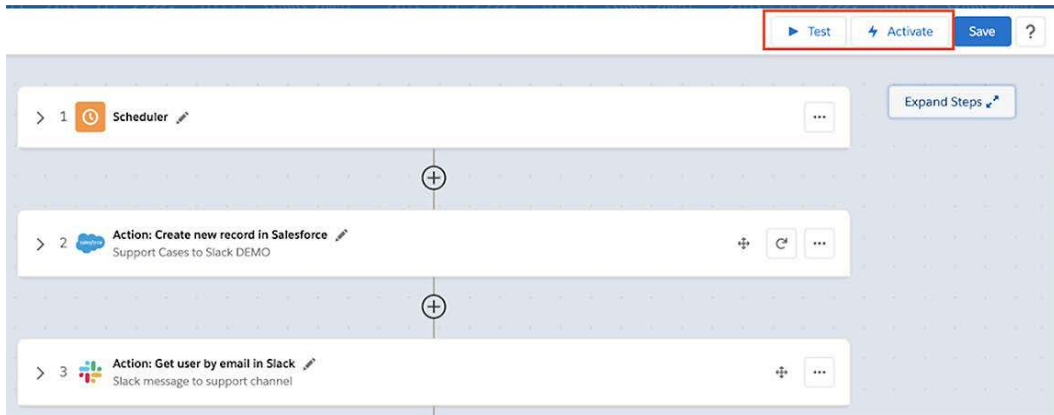 Test
Activate
Save
?
Expand Steps
1 Scheduler
2 salesforce Action: Create new record in Salesforce
Support Cases to Slack DEMO
3 Action: Get user by email in Slack
Slack message to support channel